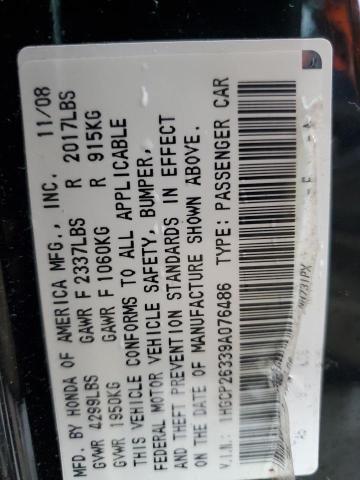 MFD. BY HONDA OF AMERICA MFG., INC. 11/08
GVWR 4299LBS GAWR F 2337LBS R 2017LBS
GVWR 1950KG GAWR F 1060KG R 915KG
THIS VEHICLE CONFORMS TO ALL APPLICABLE
FEDERAL MOTOR VEHICLE SAFETY, BUMPER,
AND THEFT PREVENTION STANDARDS IN EFFECT
ON THE DATE OF MANUFACTURE SHOWN ABOVE.
V.I.N.: 1HGCP26339A076486 TYPE: PASSENGER CAR